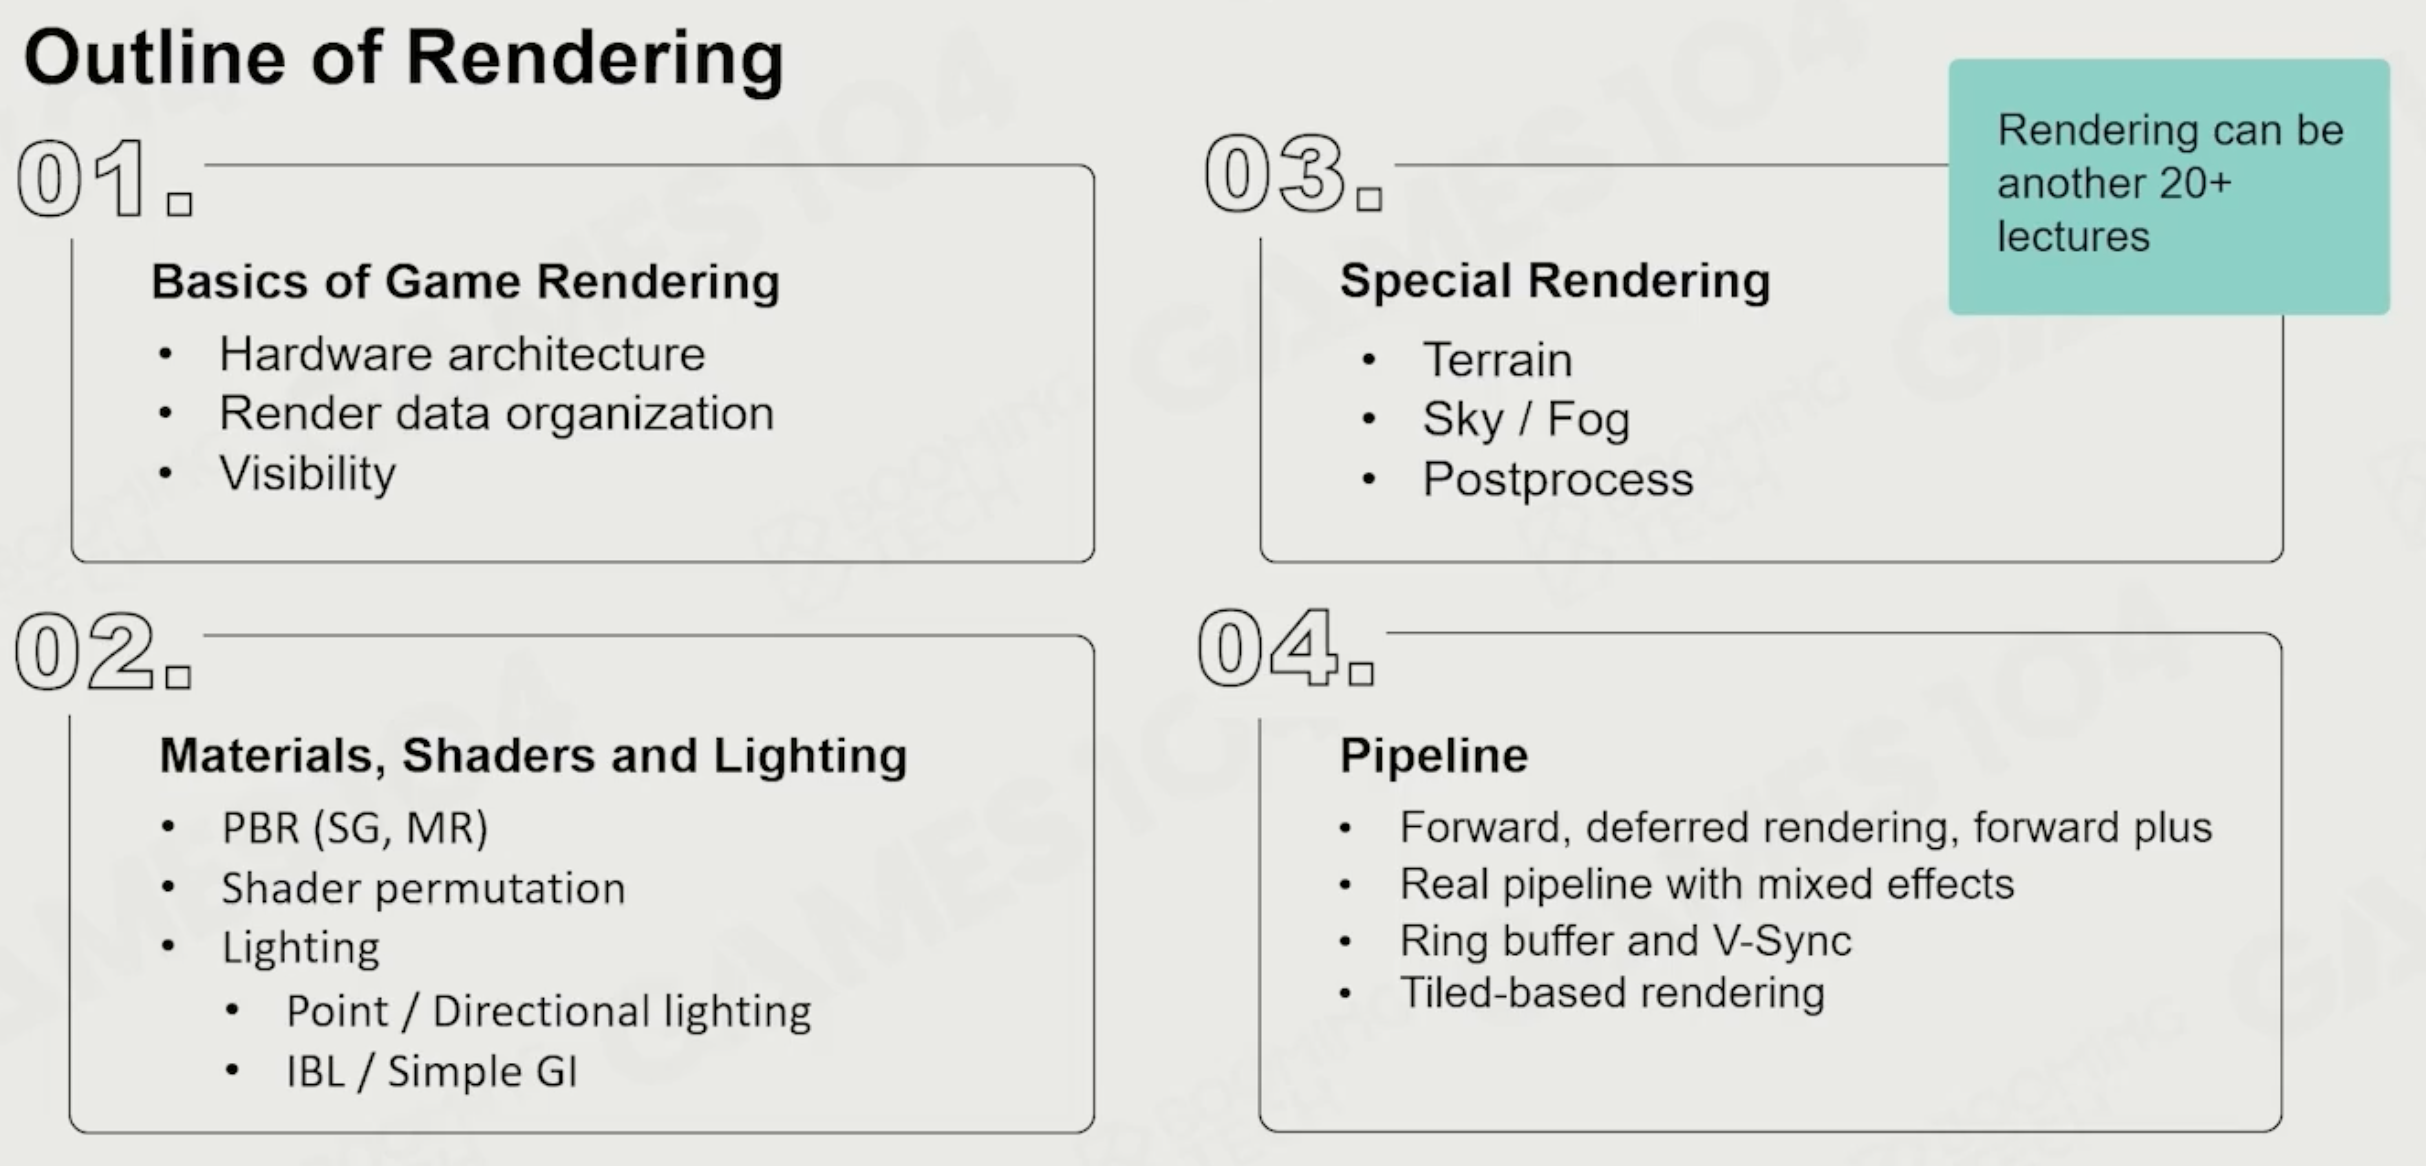 Outline of Rendering
01.
Basics of Game Rendering
• Hardware architecture
• Render data organization
• Visibility
02.
Materials, Shaders and Lighting
• PBR (SG, MR)
• Shader permutation
• Lighting
• Point / Directional lighting
• IBL / Simple GI
03.
Rendering can be
another 20+
lectures
Special Rendering
• Terrain
• Sky / Fog
• Postprocess
04.
Pipeline
• Forward, deferred rendering, forward plus
• Real pipeline with mixed effects
• Ring buffer and V-Sync
• Tiled-based rendering
GAMES104
BOOMING
TECH